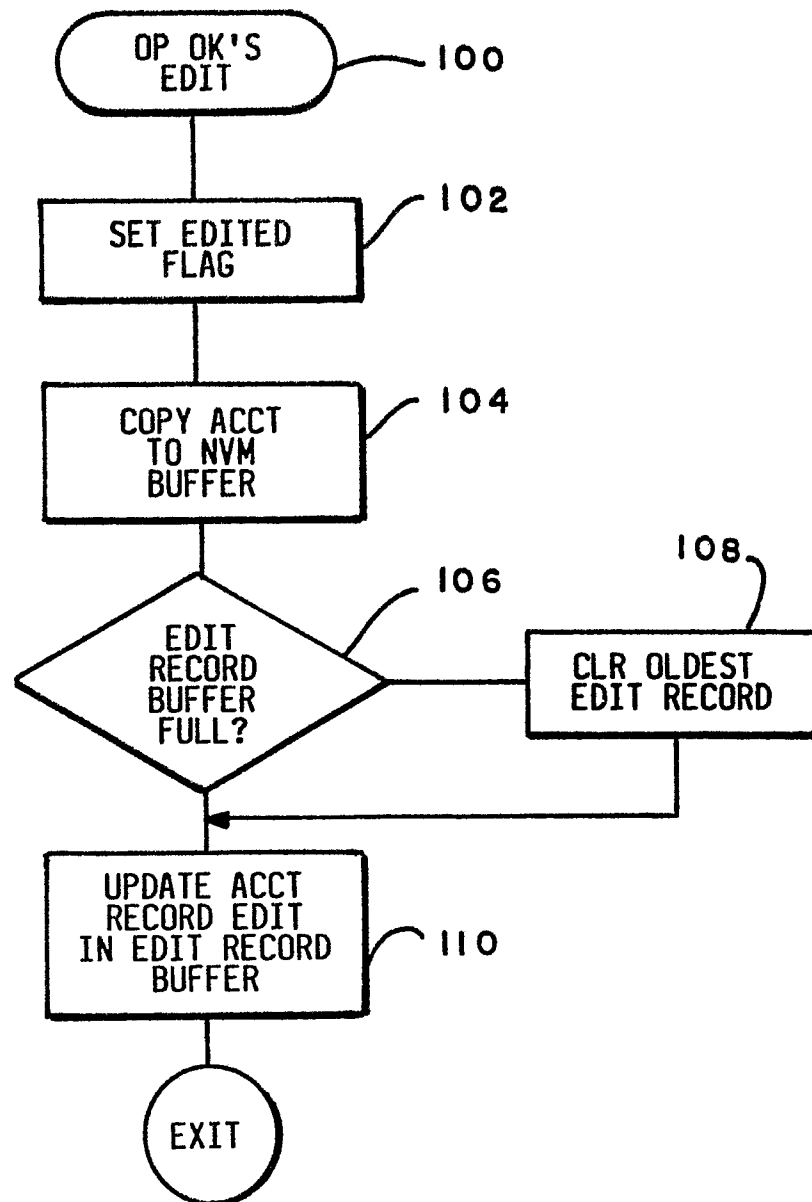 OP OK'S
EDIT
100
SET EDITED
FLAG
102
COPY ACCT
TO NVM
BUFFER
104
EDIT
RECORD
BUFFER
FULL?
106
108
CLR OLDEST
EDIT RECORD
UPDATE ACCT
RECORD EDIT
IN EDIT RECORD
BUFFER
110
EXIT